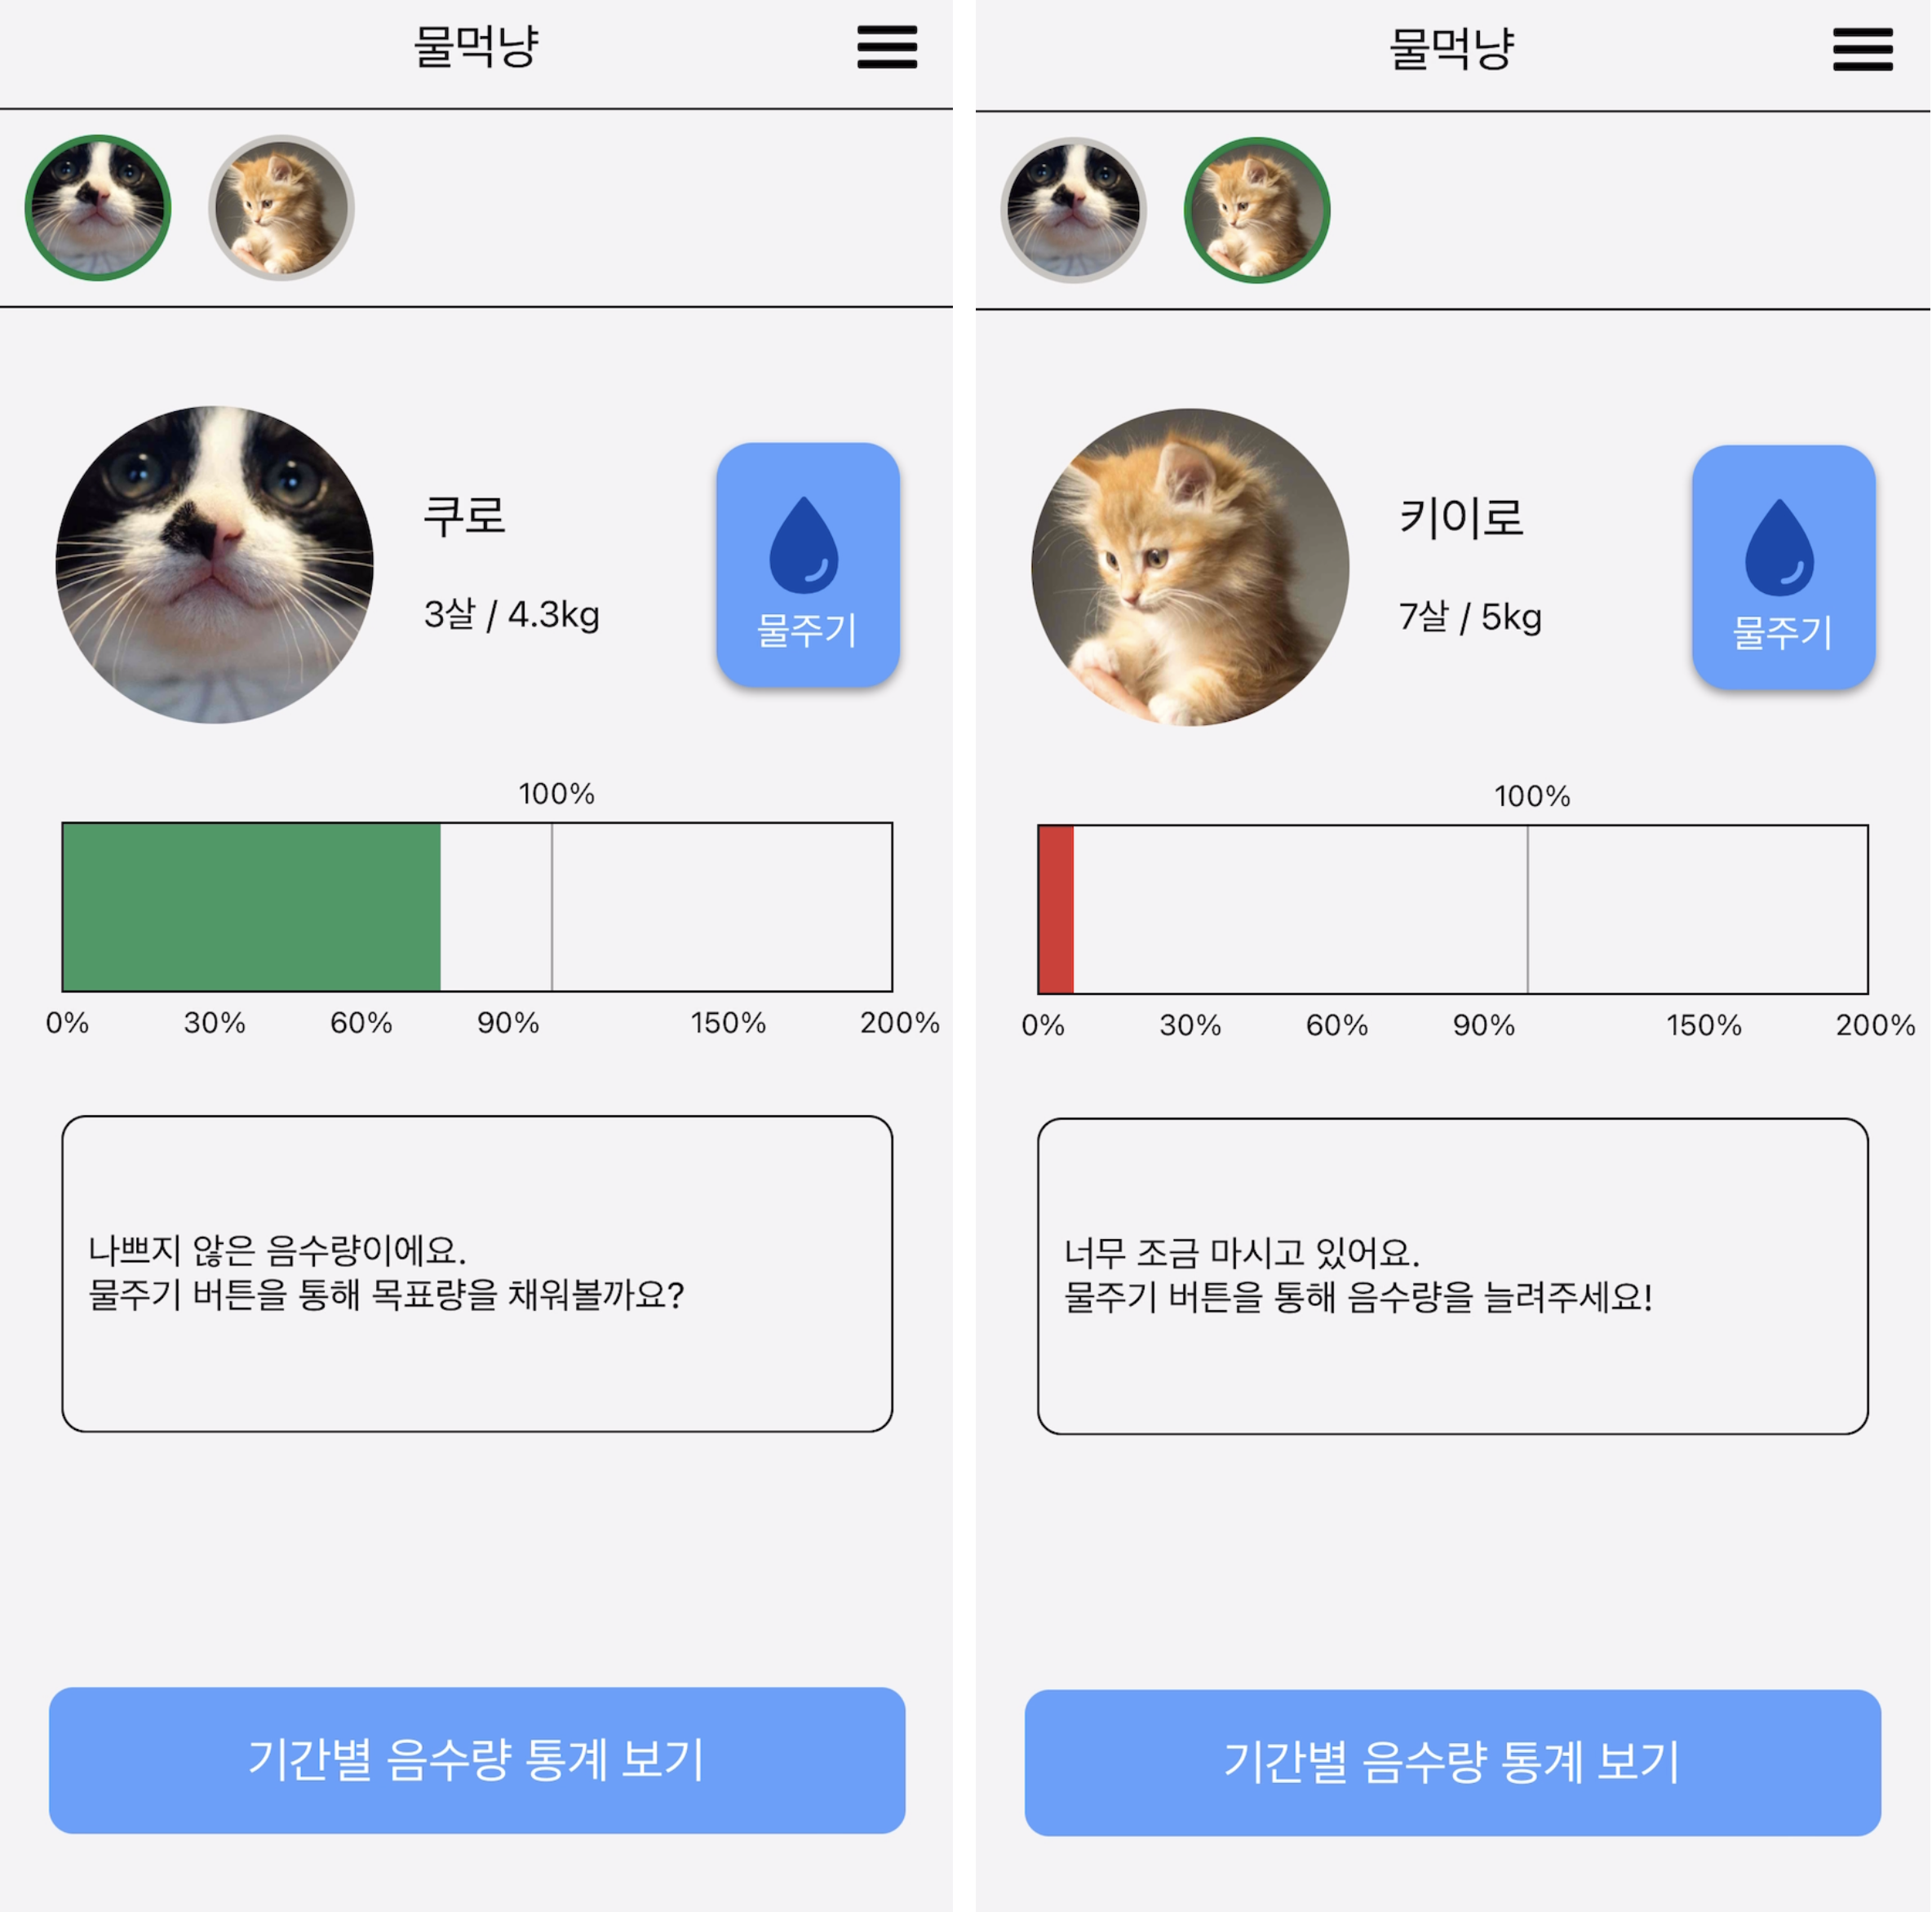 물먹냥
쿠로
3살 / 4.3kg
물주기
100%
0% 30% 60% 90% 150% 200%
나쁘지 않은 음수량이에요.
물주기 버튼을 통해 목표량을 채워볼까요?
기간별 음수량 통계 보기
물먹냥
키이로
7살 / 5kg
물주기
100%
0% 30% 60% 90% 150% 200%
너무 조금 마시고 있어요.
물주기 버튼을 통해 음수량을 늘려주세요!
기간별 음수량 통계 보기